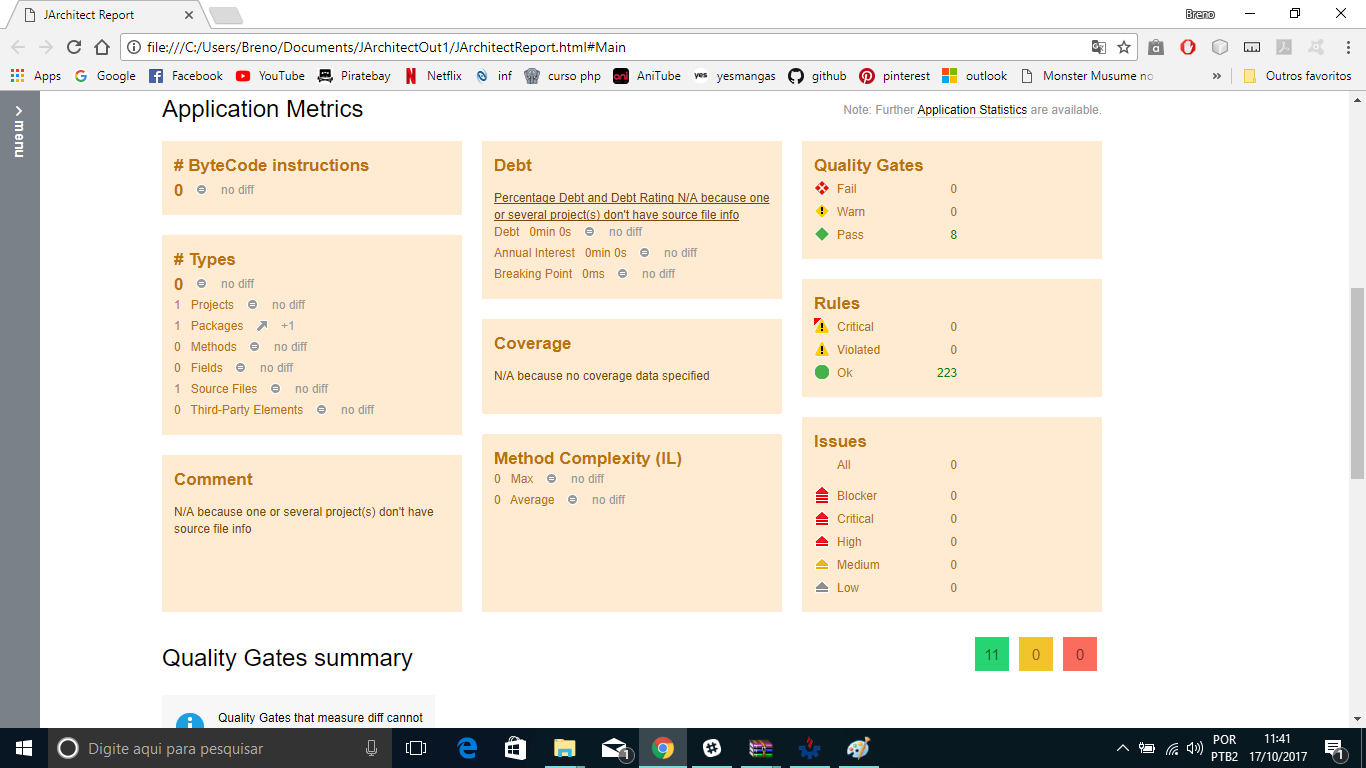 JArchitect Report
Breno
file:///C:/Users/Breno/Documents/JArchitectOut1/JArchitectReport.html#Main
Apps
Google
Facebook
YouTube
Piratebay
Netflix
inf
curso php
ani
AniTube
yes
yesmangas
github
pinterest
outlook
Monster Musume no
»
Outros favoritos
menu
Application Metrics
Note: Further Application Statistics are available.
# ByteCode instructions
0 no diff
# Types
0 no diff
1 Projects no diff
1 Packages +1
0 Methods no diff
0 Fields no diff
1 Source Files no diff
0 Third-Party Elements no diff
Comment
N/A because one or several project(s) don't have
source file info
Debt
Percentage Debt and Debt Rating N/A because one
or several project(s) don't have source file info
Debt 0min 0s no diff
Annual Interest 0min 0s no diff
Breaking Point 0ms no diff
Coverage
N/A because no coverage data specified
Method Complexity (IL)
0 Max no diff
0 Average no diff
Quality Gates
Fail 0
Warn 0
Pass 8
Rules
Critical 0
Violated 0
Ok 223
Issues
All 0
Blocker 0
Critical 0
High 0
Medium 0
Low 0
Quality Gates summary
11 0 0
Quality Gates that measure diff cannot
Digite aqui para pesquisar
1
POR
PTB2
11:41
17/10/2017
1